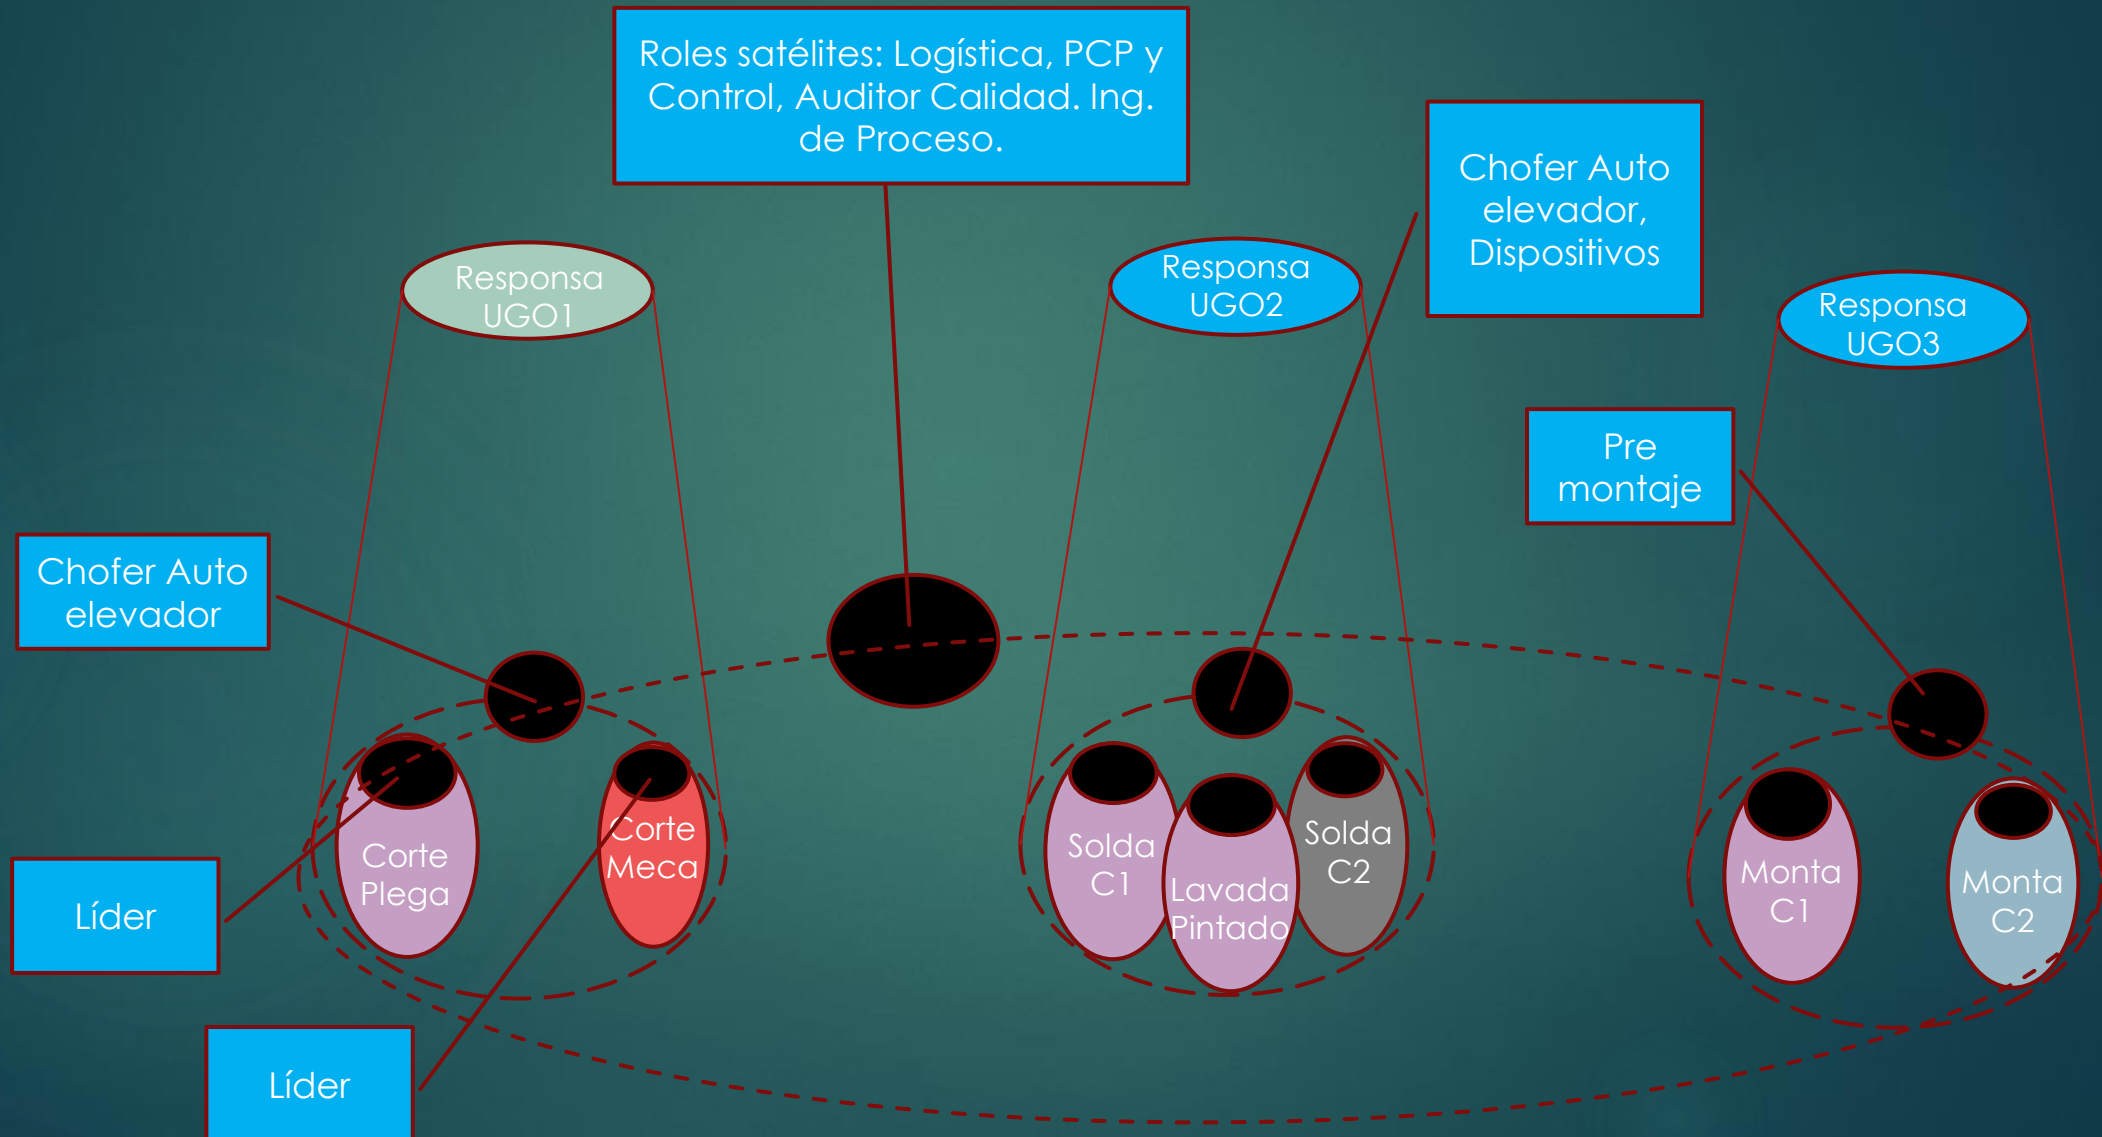 Roles satélites: Logística, PCP y
Control, Auditor Calidad. Ing.
de Proceso.
Chofer Auto
elevador,
Dispositivos
Responsa
UGO1
Responsa
UGO2
Responsa
UGO3
Pre
montaje
Chofer Auto
elevador
Corte
Plega
Corte
Meca
Solda
C1
Lavada
Pintado
Solda
C2
Monta
C1
Monta
C2
Líder
Líder